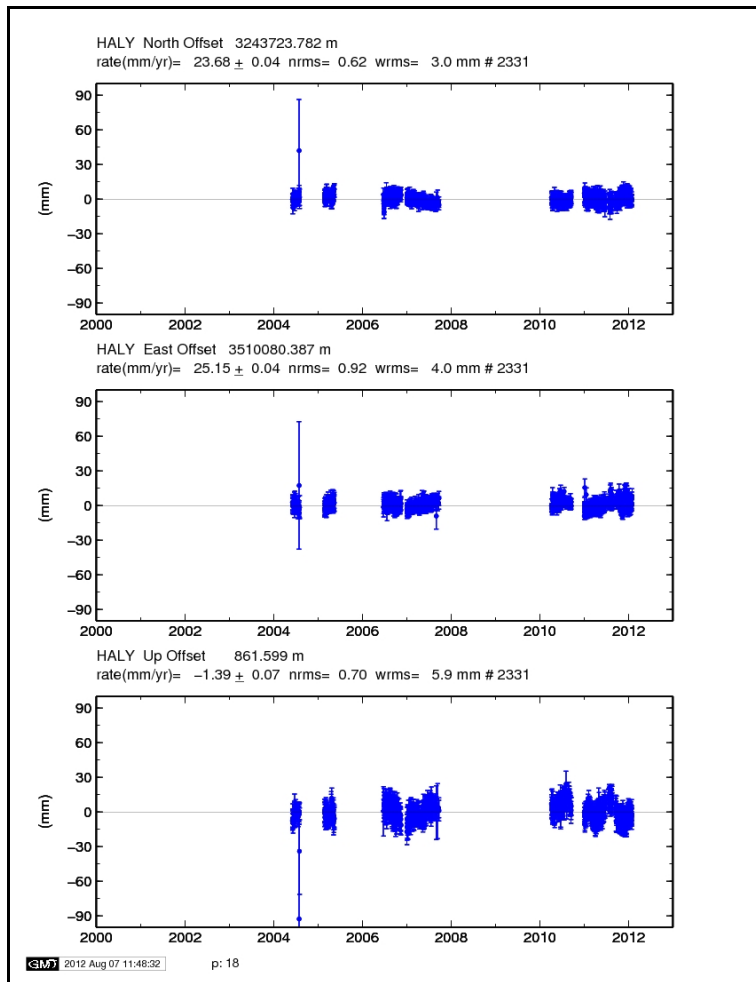 HALY North Offset 3243723.782 m
rate(mm/yr)= 23.68 ± 0.04 nrms= 0.62 wrms= 3.0 mm # 2331
90
60
30
0
−30
−60
−90
(mm)
2000 2002 2004 2006 2008 2010 2012
HALY East Offset 3510080.387 m
rate(mm/yr)= 25.15 ± 0.04 nrms= 0.92 wrms= 4.0 mm # 2331
90
60
30
0
−30
−60
−90
(mm)
2000 2002 2004 2006 2008 2010 2012
HALY Up Offset 861.599 m
rate(mm/yr)= −1.39 ± 0.07 nrms= 0.70 wrms= 5.9 mm # 2331
90
60
30
0
−30
−60
−90
(mm)
2000 2002 2004 2006 2008 2010 2012
GMT 2012 Aug 07 11:48:32 p: 18